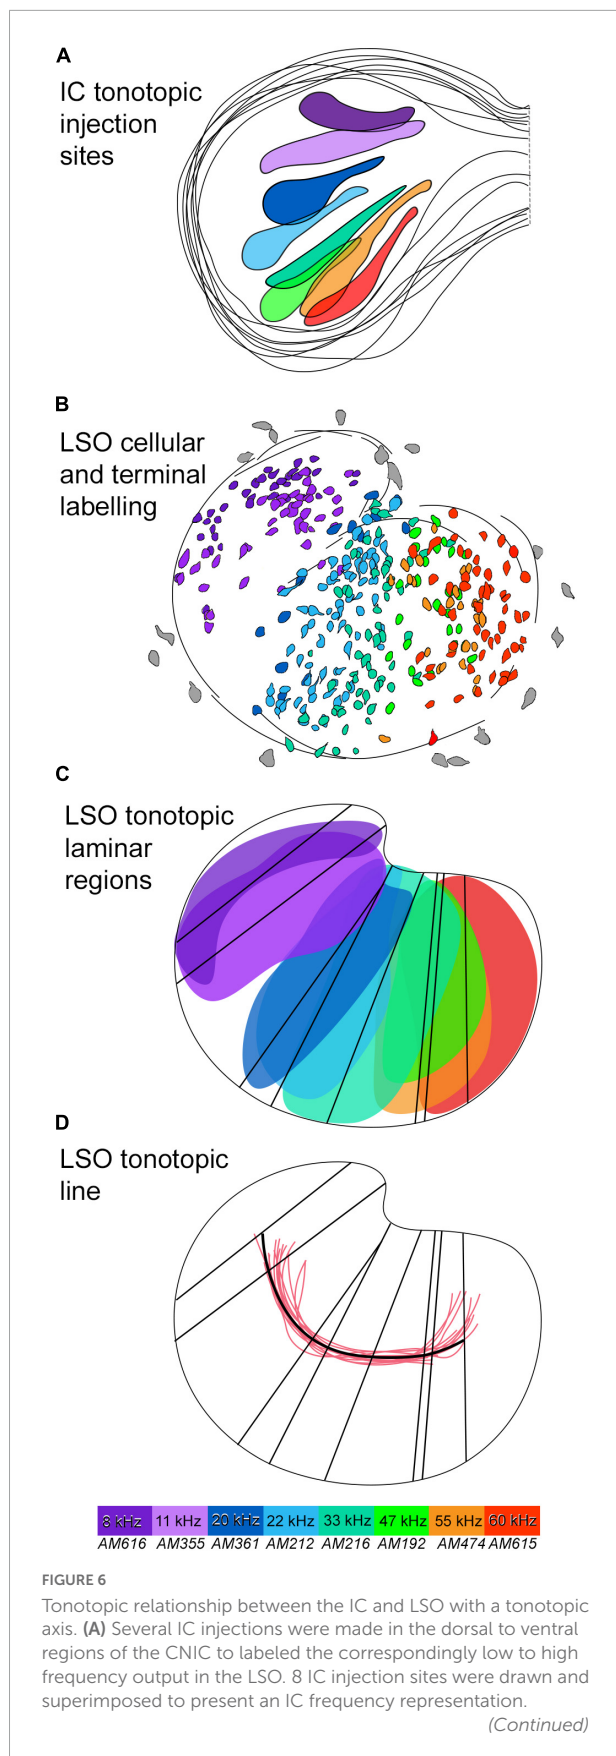 A
IC tonotopic
injection
sites
B
LSO cellular
and terminal
labelling
C
LSO tonotopic
laminar
regions
D
LSO tonotopic
line
8 kHz 11 kHz 20 kHz 22 kHz 33 kHz 47 kHz 55 kHz 60 kHz
AM616 AM355 AM361 AM212 AM216 AM192 AM474 AM615
FIGURE 6
Tonotopic relationship between the IC and LSO with a tonotopic
axis. (A) Several IC injections were made in the dorsal to ventral
regions of the CNIC to labeled the correspondingly low to high
frequency output in the LSO. 8 IC injection sites were drawn and
superimposed to present an IC frequency representation.
(Continued)